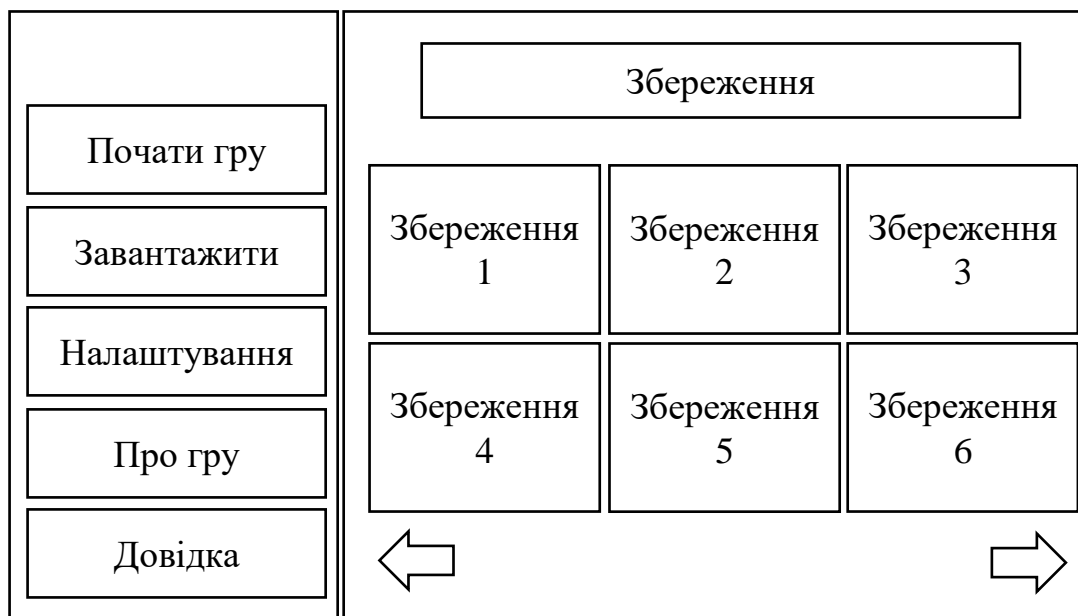 Почати гру
Завантажити
Налаштування
Про гру
Довідка
Збереження
Збереження
1
Збереження
2
Збереження
3
Збереження
4
Збереження
5
Збереження
6